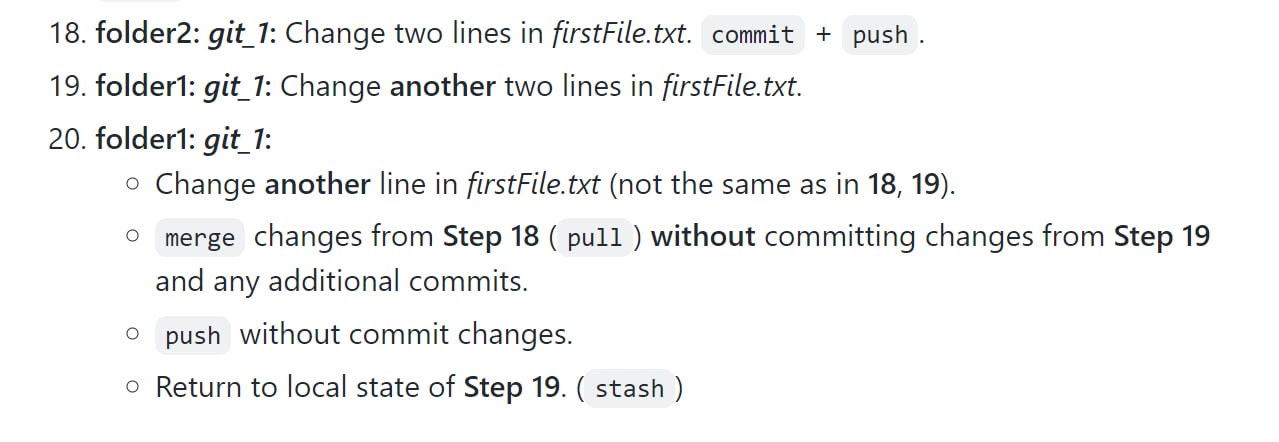 18. folder2: git_1: Change two lines in firstFile.txt. commit + push.
19. folder1: git_1: Change another two lines in firstFile.txt.
20. folder1: git_1:
○ Change another line in firstFile.txt (not the same as in 18, 19).
○ merge changes from Step 18 ( pull ) without committing changes from Step 19
and any additional commits.
○ push without commit changes.
○ Return to local state of Step 19. ( stash )